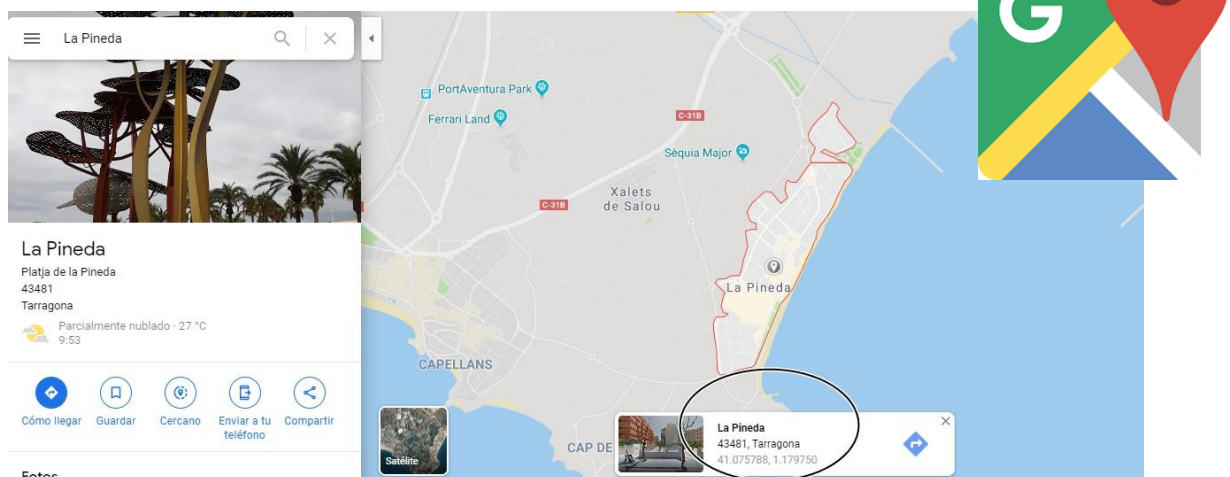 La Pineda
La Pineda
Platja de la Pineda
43481
Tarragona
Parcialmente nublado · 27 °C
9:53
Cómo llegar
Guardar
Cercano
Enviar a tu
teléfono
Compartir
Fotos
PortAventura Park
Ferrari Land
C-31B
Sèquia Major
Xalets
de Salou
C-31B
La Pineda
CAPELLANS
Satélite
CAP DE
La Pineda
43481, Tarragona
41.075788, 1.179750
G